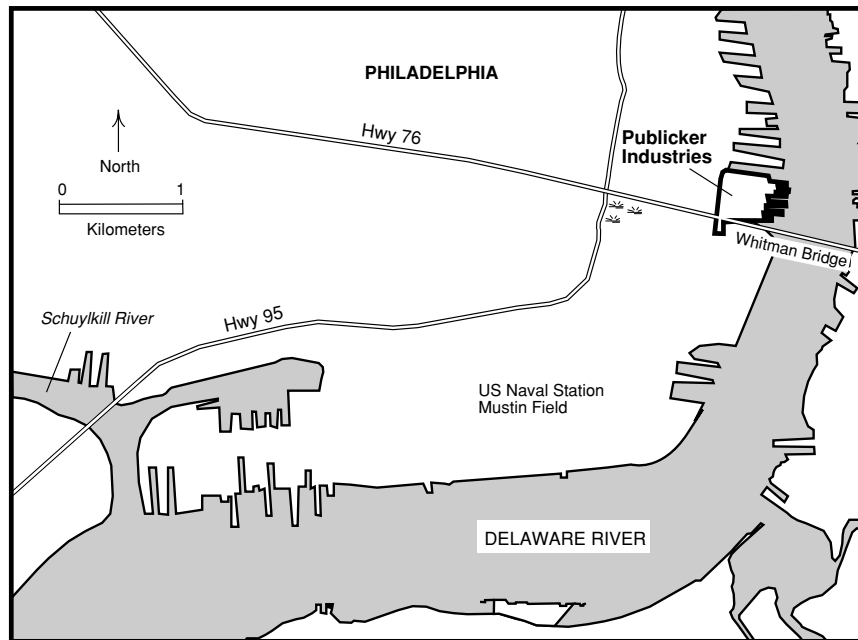 PHILADELPHIA
Hwy 76
Publicker
Industries
North
0 1
Kilometers
Whitman Bridge
Hwy 95
Schuylkill River
US Naval Station
Mustin Field
DELAWARE RIVER